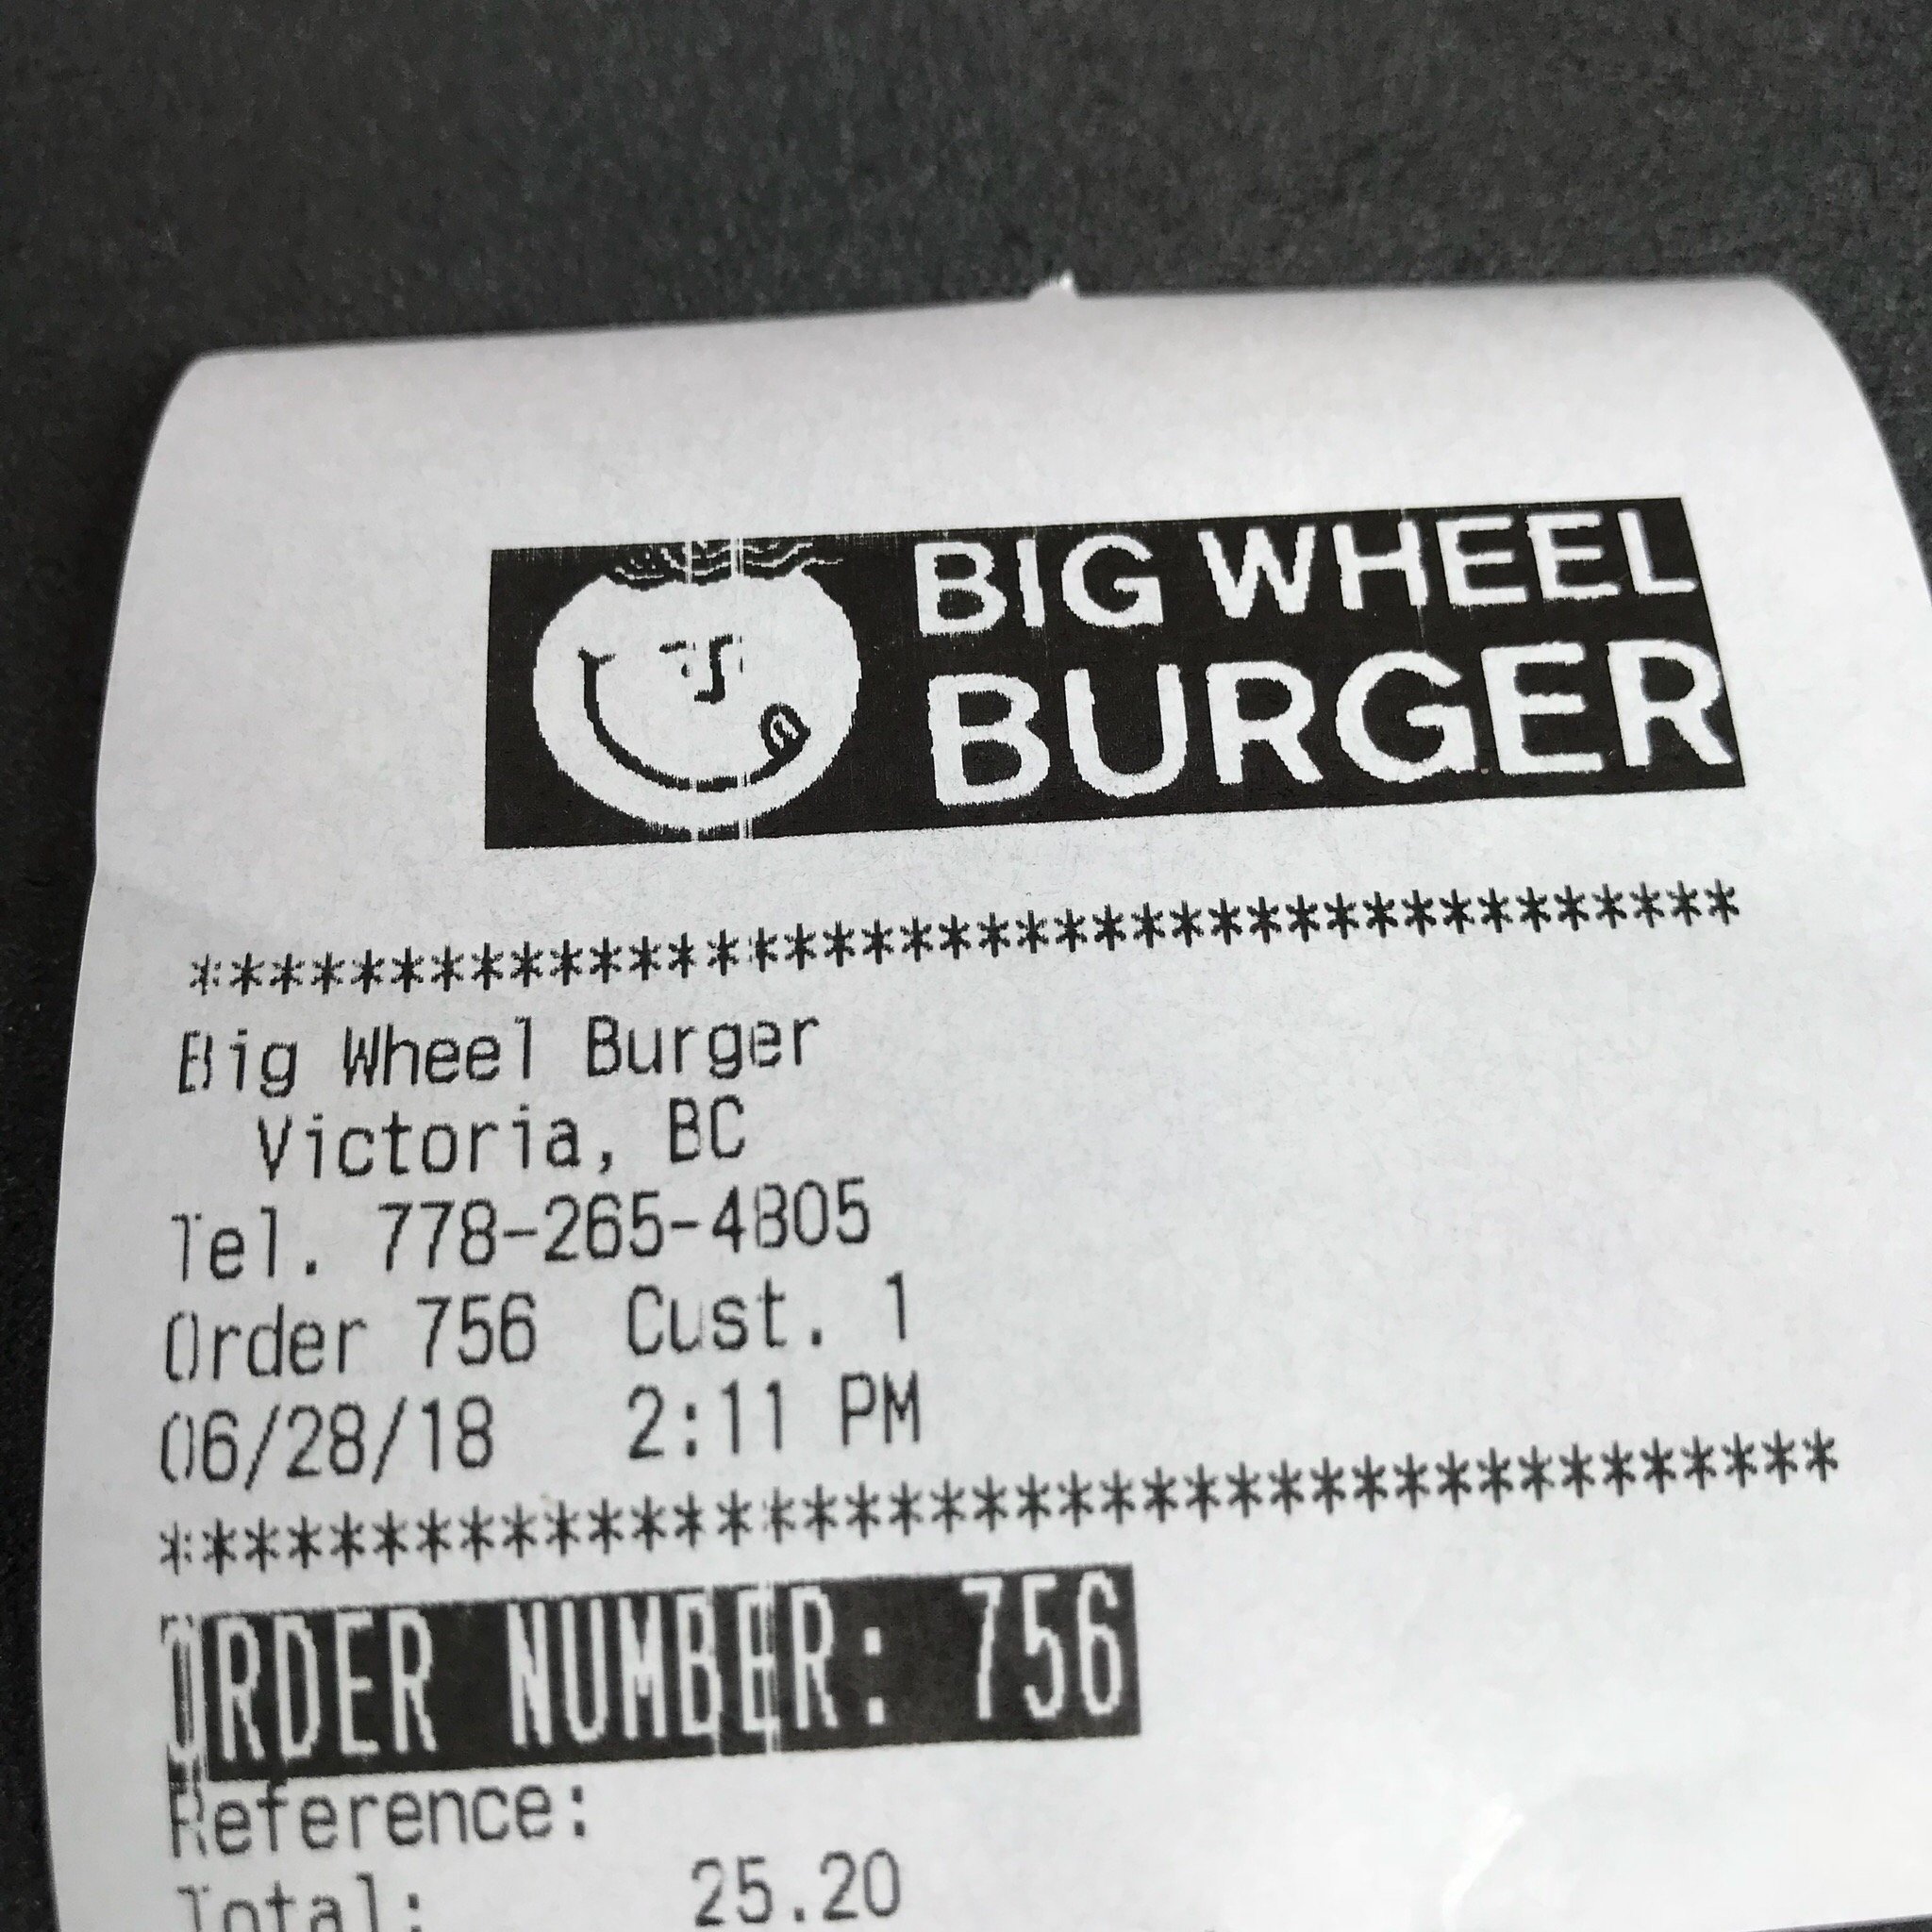 BIG WHEEL
BURGER
****************************************
Big Wheel Burger
Victoria, BC
Tel. 778-265-4805
Order 756 Cust. 1
06/28/18 2:11 PM
****************************************
ORDER NUMBER: 756
Reference:
Total: 25.20